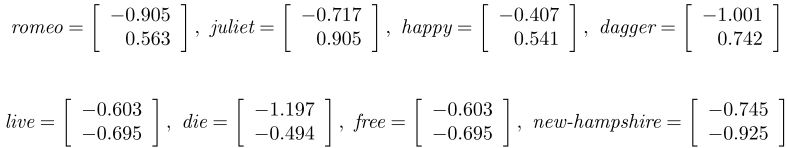 romeo = [ −0.905 0.563 ], juliet = [ −0.717 0.905 ], happy = [ −0.407 0.541 ], dagger = [ −1.001 0.742 ]
live = [ −0.603 −0.695 ], die = [ −1.197 −0.494 ], free = [ −0.603 −0.695 ], new-hampshire = [ −0.745 −0.925 ]